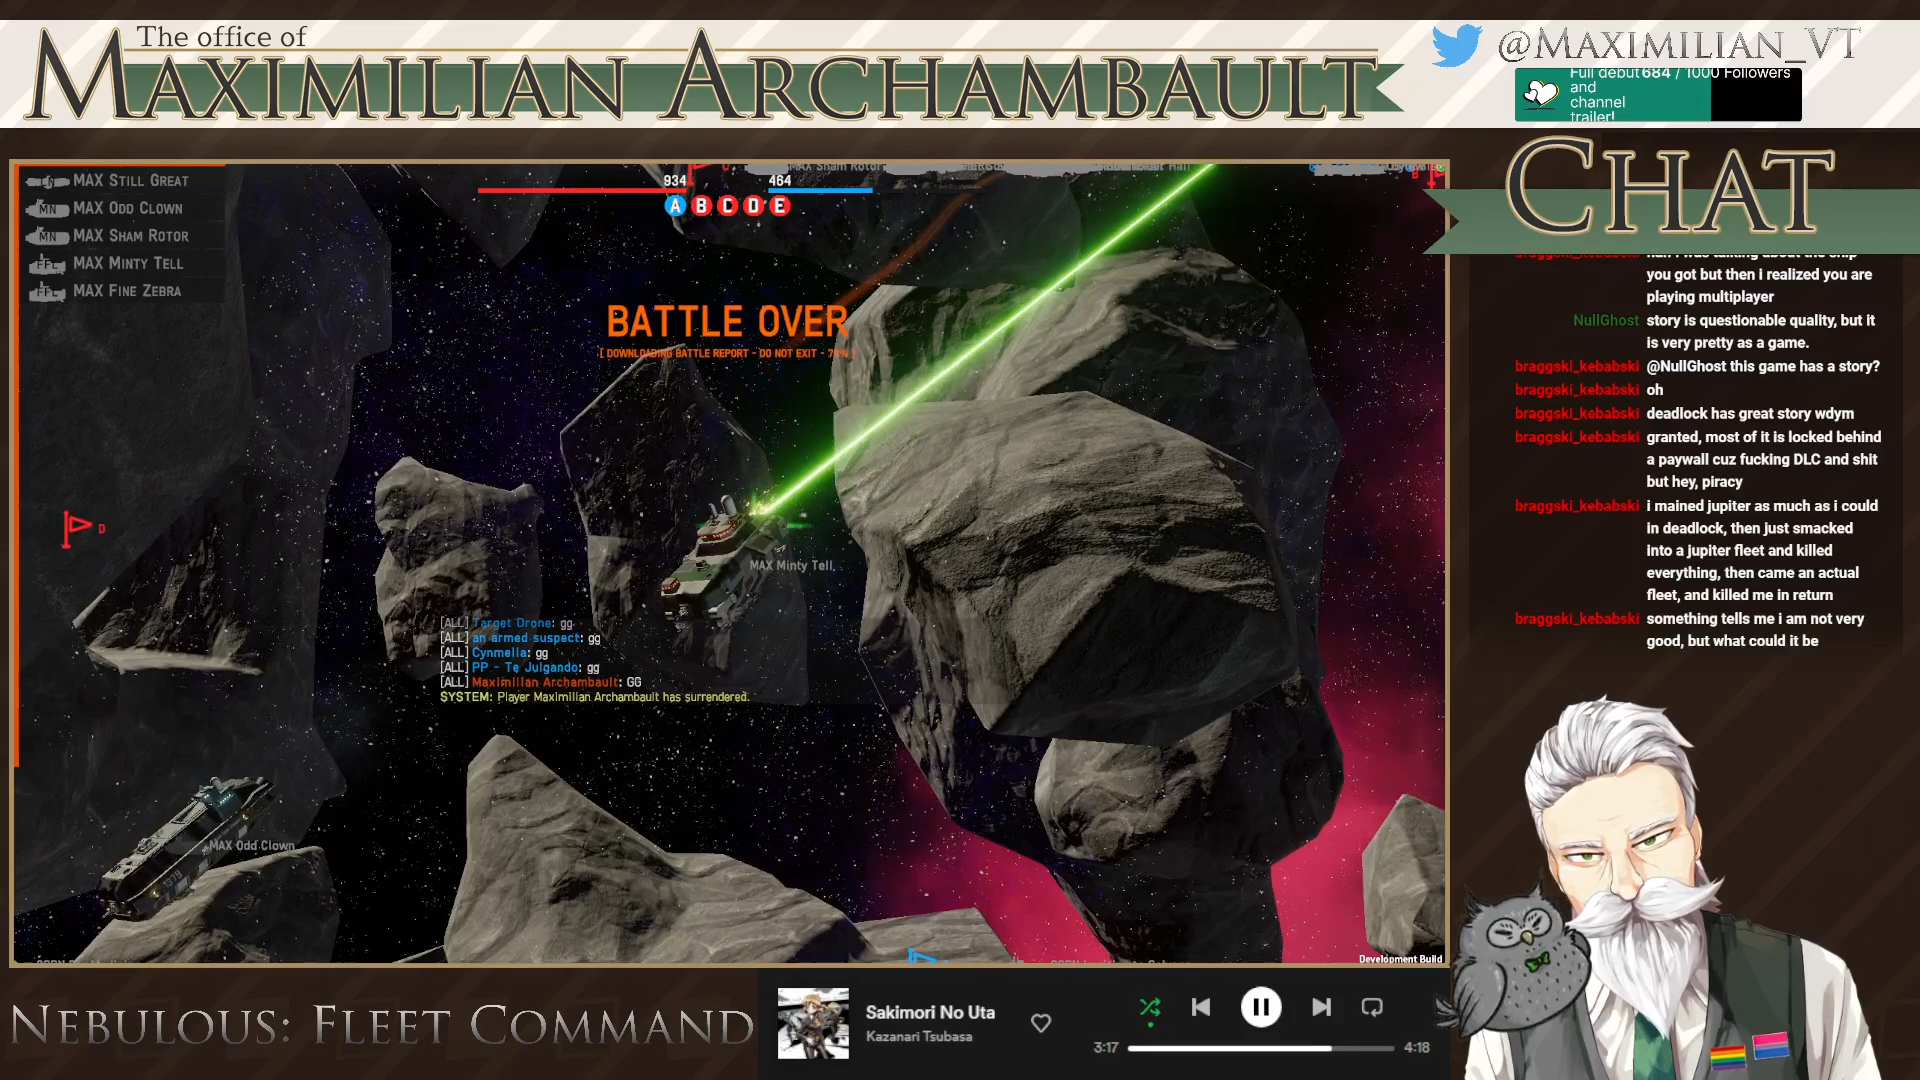 The office of
Maximilian Archambault
@Maximilian_VT
Full debut 684 / 1000 Followers
and
channel
trailer!
Chat
MAX Still Great
MAX Odd Clown
MAX Sham Rotor
MAX Minty Tell
MAX Fine Zebra
934
464
A B C D E
BATTLE OVER
[ DOWNLOADING BATTLE REPORT - DO NOT EXIT -
D
MAX Minty Tell
[ALL] Target Drone: gg
[ALL] an armed suspect: gg
[ALL] Cynmella: gg
[ALL] PP - Te Julgando: gg
[ALL] Maximilian Archambault: GG
SYSTEM: Player Maximilian Archambault has surrendered.
MAX Odd Clown
Development Build
you got but then i realized you are
playing multiplayer
NullGhost story is questionable quality, but it
is very pretty as a game.
braggski_kebabski @NullGhost this game has a story?
braggski_kebabski oh
braggski_kebabski deadlock has great story wdym
braggski_kebabski granted, most of it is locked behind
a paywall cuz fucking DLC and shit
but hey, piracy
braggski_kebabski i mained jupiter as much as i could
in deadlock, then just smacked
into a jupiter fleet and killed
everything, then came an actual
fleet, and killed me in return
braggski_kebabski something tells me i am not very
good, but what could it be
Nebulous: Fleet Command
Sakimori No Uta
Kazanari Tsubasa
3:17
4:18